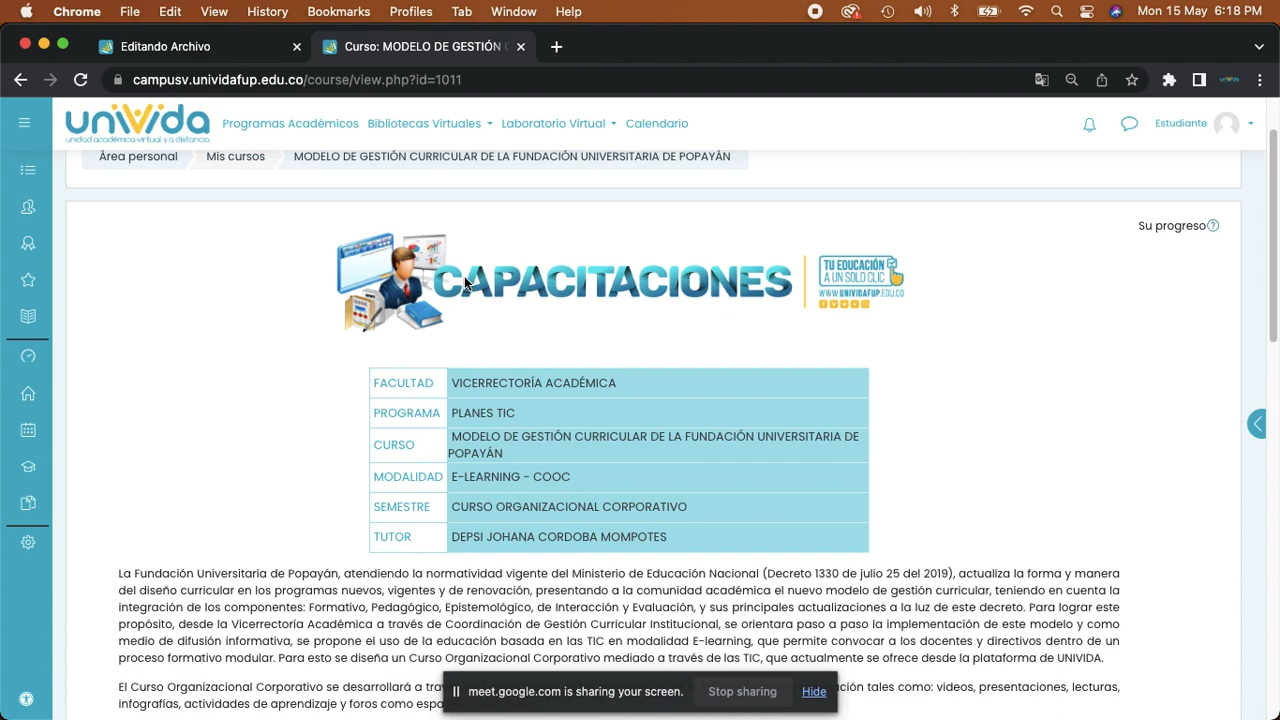 Chrome File Edit View History Bookmarks Profiles Tab Window Help Mon 15 May 6:18 PM
Editando Archivo
Curso: MODELO DE GESTIÓN
campusv.unividafup.edu.co/course/view.php?id=1011
uniVida
unidad académica virtual y a distancia
Programas Académicos Bibliotecas Virtuales Laboratorio Virtual Calendario
Estudiante
Área personal Mis cursos MODELO DE GESTIÓN CURRICULAR DE LA FUNDACIÓN UNIVERSITARIA DE POPAYÁN
Su progreso
CAPACITACIONES
TU EDUCACIÓN
A UN SOLO CLIC
WWW.UNIVIDAFUP.EDU.CO
FACULTAD VICERRECTORÍA ACADÉMICA
PROGRAMA PLANES TIC
CURSO MODELO DE GESTIÓN CURRICULAR DE LA FUNDACIÓN UNIVERSITARIA DE
POPAYÁN
MODALIDAD E-LEARNING - COOC
SEMESTRE CURSO ORGANIZACIONAL CORPORATIVO
TUTOR DEPSI JOHANA CORDOBA MOMPOTES
La Fundación Universitaria de Popayán, atendiendo la normatividad vigente del Ministerio de Educación Nacional (Decreto 1330 de julio 25 del 2019), actualiza la forma y manera
del diseño curricular en los programas nuevos, vigentes y de renovación, presentando a la comunidad académica el nuevo modelo de gestión curricular, teniendo en cuenta la
integración de los componentes: Formativo, Pedagógico, Epistemológico, de Interacción y Evaluación, y sus principales actualizaciones a la luz de este decreto. Para lograr este
propósito, desde la Vicerrectoría Académica a través de Coordinación de Gestión Curricular Institucional, se orientara paso a paso la implementación de este modelo y como
medio de difusión informativa, se propone el uso de la educación basada en las TIC en modalidad E-learning, que permite convocar a los docentes y directivos dentro de un
proceso formativo modular. Para esto se diseña un Curso Organizacional Corporativo mediado a través de las TIC, que actualmente se ofrece desde la plataforma de UNIVIDA.
El Curso Organizacional Corporativo se desarrollará a tales como: videos, presentaciones, lecturas,
infografías, actividades de aprendizaje y foros como
meet.google.com is sharing your screen. Stop sharing Hide